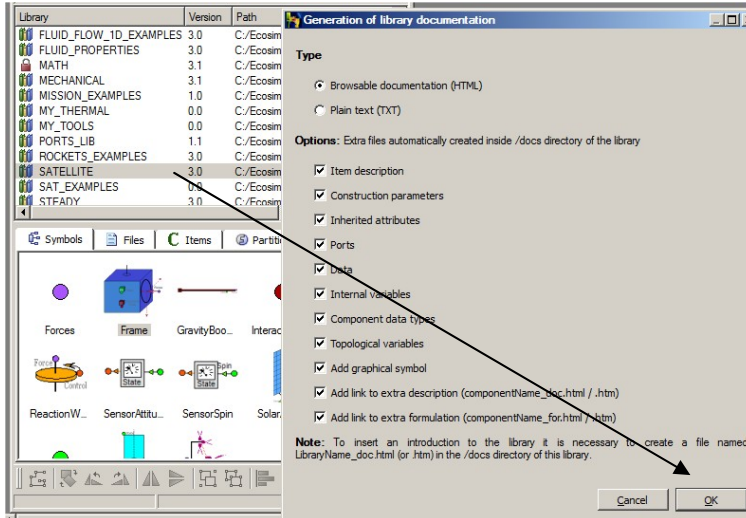 Library Version Path
FLUID_FLOW_1D_EXAMPLES 3.0 C:/Ecosim
FLUID_PROPERTIES 3.0 C:/Ecosim
MATH 3.1 C:/Ecosim
MECHANICAL 3.1 C:/Ecosim
MISSION_EXAMPLES 1.0 C:/Ecosim
MY_THERMAL 0.0 C:/Ecosim
MY_TOOLS 0.0 C:/Ecosim
PORTS_LIB 1.1 C:/Ecosim
ROCKETS_EXAMPLES 3.0 C:/Ecosim
SATELLITE 3.0 C:/Ecosim
SAT_EXAMPLES 0.0 C:/Ecosim
STEADY 3.0 C:/Ecosim
Symbols Files Items Partiti
Forces Frame GravityBoo... Interac
Force
Control
State
State
Spin
ReactionW... SensorAttitu... SensorSpin Solar
Generation of library documentation
Type
Browsable documentation (HTML)
Plain text (TXT)
Options: Extra files automatically created inside /docs directory of the library
Item description
Construction parameters
Inherited attributes
Ports
Data
Internal variables
Component data types
Topological variables
Add graphical symbol
Add link to extra description (componentName_doc.html / .htm)
Add link to extra formulation (componentName_for.html / .htm)
Note: To insert an introduction to the library it is necessary to create a file named
LibraryName_doc.html (or .htm) in the /docs directory of this library.
Cancel OK